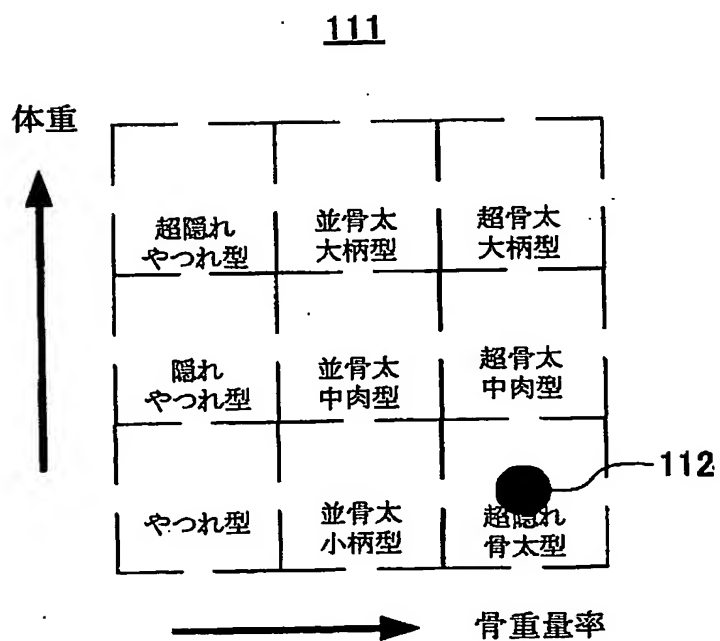 111
体重
超隠れ
やつれ型
並骨太
大柄型
超骨太
大柄型
隠れ
やつれ型
並骨太
中肉型
超骨太
中肉型
112
やつれ型
並骨太
小柄型
超隠れ
骨太型
骨重量率